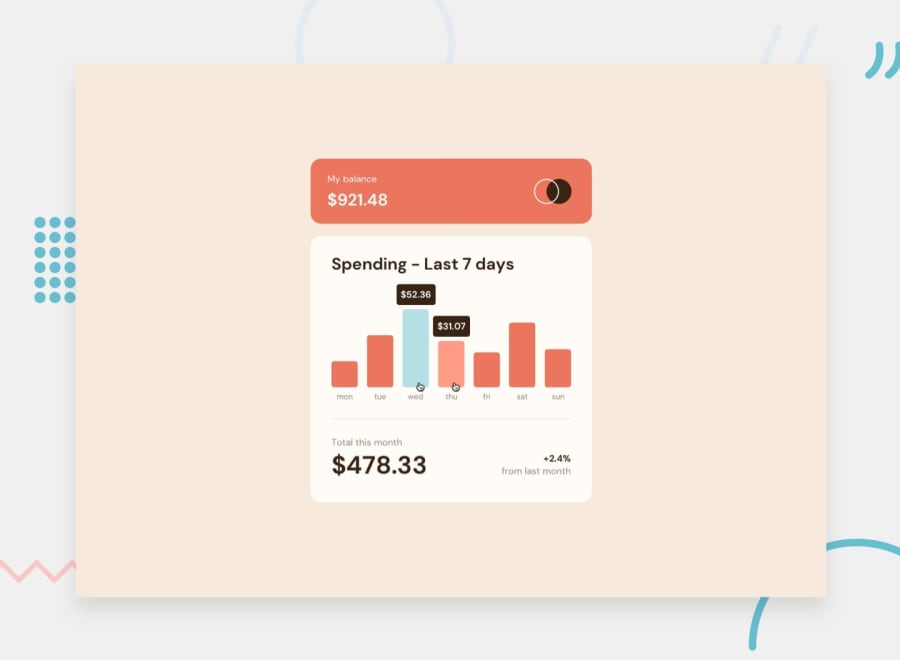 My balance
$921.48
Spending - Last 7 days
$52.36
$31.07
mon tue wed thu fri sat sun
Total this month
$478.33
+2.4%
from last month